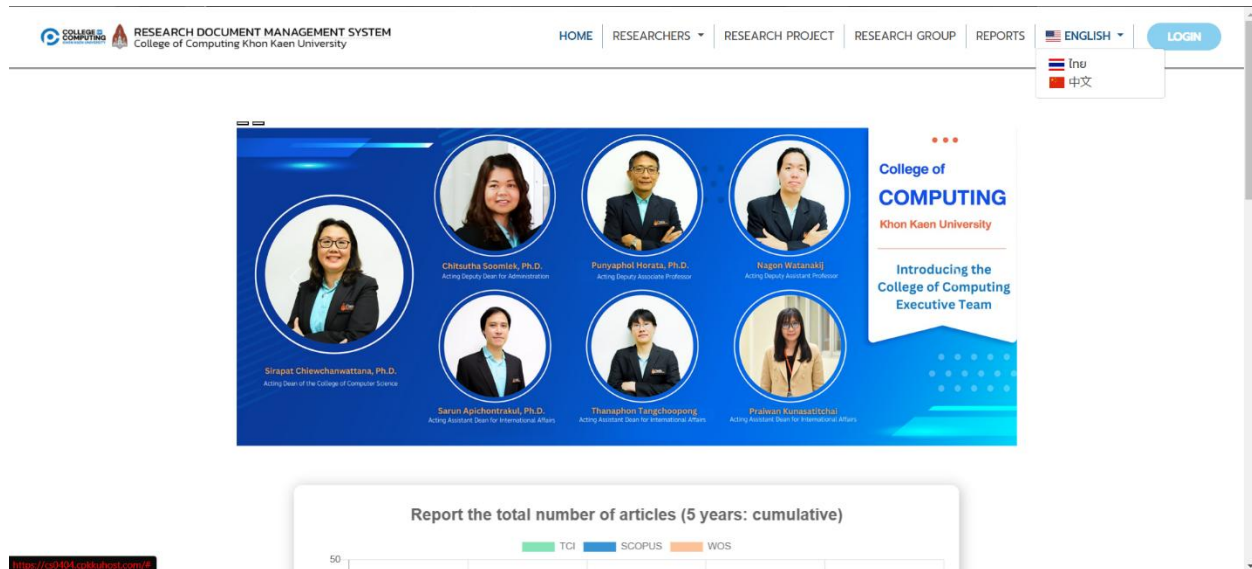 COLLEGE OF
COMPUTING
RESEARCH DOCUMENT MANAGEMENT SYSTEM
College of Computing Khon Kaen University
HOME
RESEARCHERS
RESEARCH PROJECT
RESEARCH GROUP
REPORTS
ENGLISH
LOGIN
ไทย
中文
College of
COMPUTING
Khon Kaen University
Introducing the
College of Computing
Executive Team
Chitsutha Soomlek, Ph.D.
Acting Deputy Dean for Administration
Punyaphol Horata, Ph.D.
Acting Deputy Associate Professor
Nagon Watanakij
Acting Deputy Assistant Professor
Sirapat Chiewchanwattana, Ph.D.
Acting Dean of the College of Computer Science
Sarun Apichontrakul, Ph.D.
Acting Assistant Dean for International Affairs
Thanaphon Tangchoopong
Acting Assistant Dean for International Affairs
Praiwan Kunasatitchai
Acting Assistant Dean for International Affairs
Report the total number of articles (5 years: cumulative)
TCI
SCOPUS
WOS
50
https://cs0404.cpkkuhost.com/#